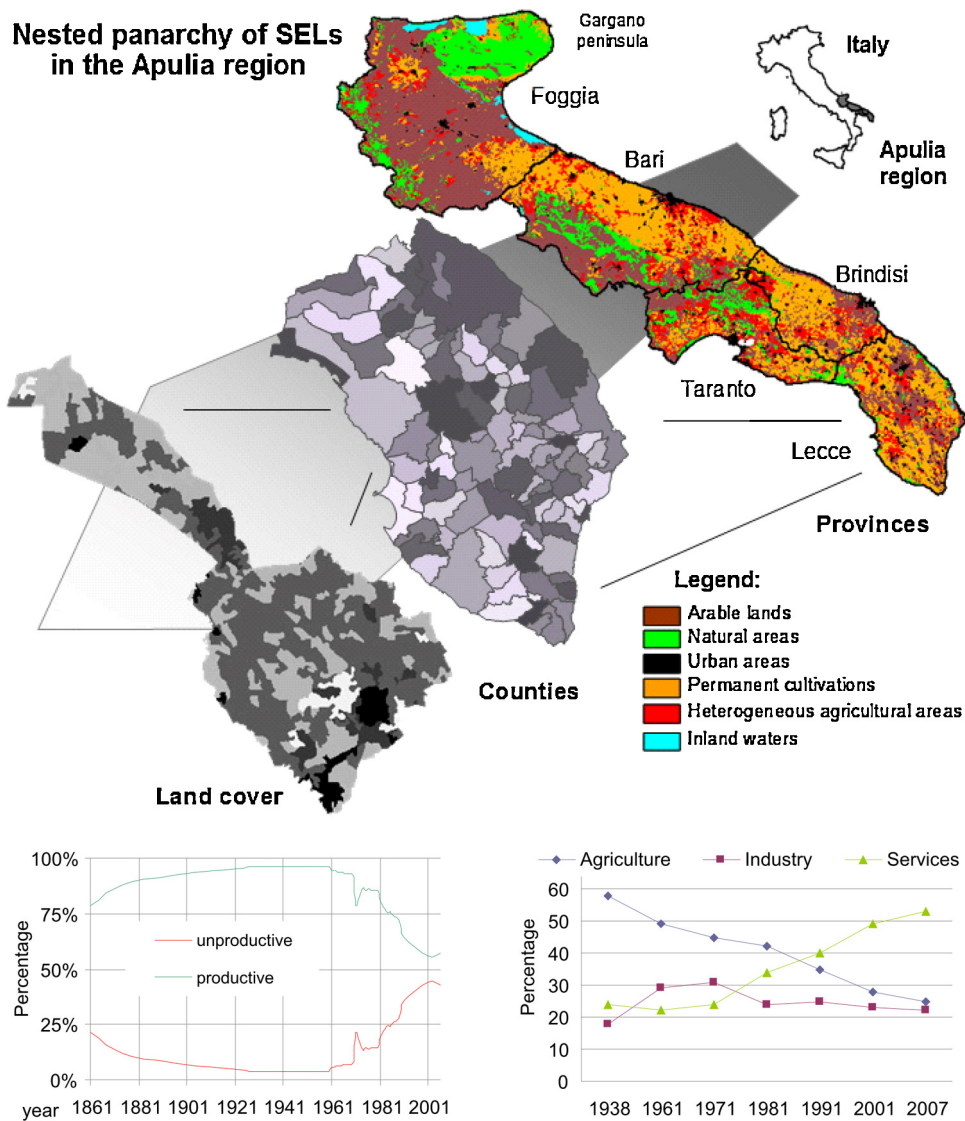 Nested panarchy of SELs
in the Apulia region
Gargano
peninsula
Italy
Foggia
Apulia
region
Bari
Brindisi
Taranto
Lecce
Provinces
Legend:
Arable lands
Natural areas
Urban areas
Permanent cultivations
Heterogeneous agricultural areas
Inland waters
Counties
Land cover
100%
75%
50%
25%
0%
Percentage
unproductive
productive
year
1861 1881 1901 1921 1941 1961 1981 2001
Agriculture Industry Services
60
50
40
30
20
10
0
Percentage
1938 1961 1971 1981 1991 2001 2007